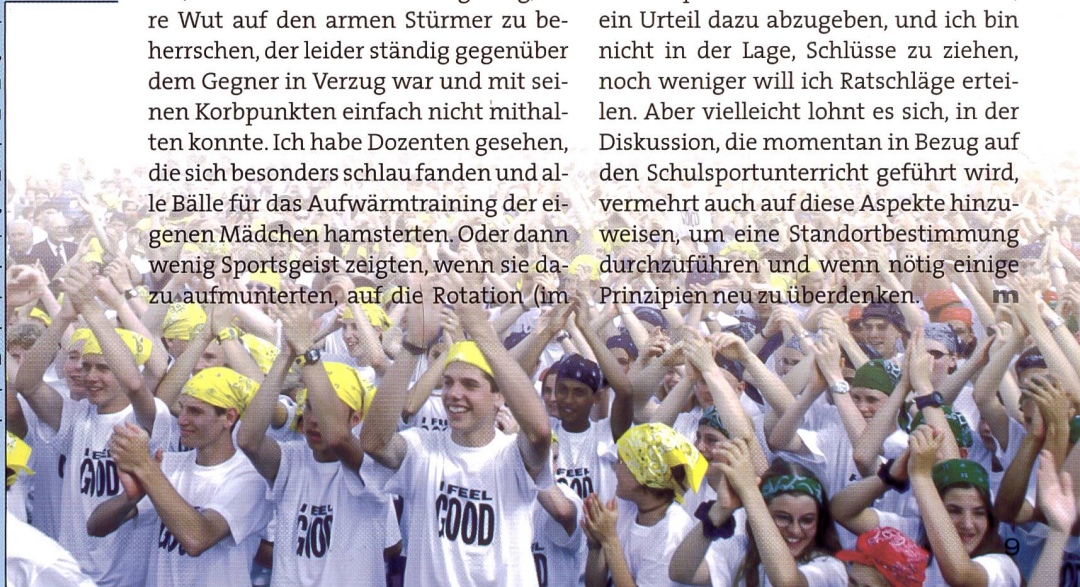 re Wut auf den armen Stürmer zu be-
herrschen, der leider ständig gegenüber
dem Gegner in Verzug war und mit sei-
nen Korbpunkten einfach nicht mithal-
ten konnte. Ich habe Dozenten gesehen,
die sich besonders schlau fanden und al-
le Bälle für das Aufwärmtraining der ei-
genen Mädchen hamsterten. Oder dann
wenig Sportsgeist zeigten, wenn sie da-
zu aufmunterten, auf die Rotation (im
ein Urteil dazu abzugeben, und ich bin
nicht in der Lage, Schlüsse zu ziehen,
noch weniger will ich Ratschläge ertei-
len. Aber vielleicht lohnt es sich, in der
Diskussion, die momentan in Bezug auf
den Schulsportunterricht geführt wird,
vermehrt auch auf diese Aspekte hinzu-
weisen, um eine Standortbestimmung
durchzuführen und wenn nötig einige
Prinzipien neu zu überdenken. m
I FEEL
GOOD
I FEEL
GOOD
I FEEL
GOOD
9